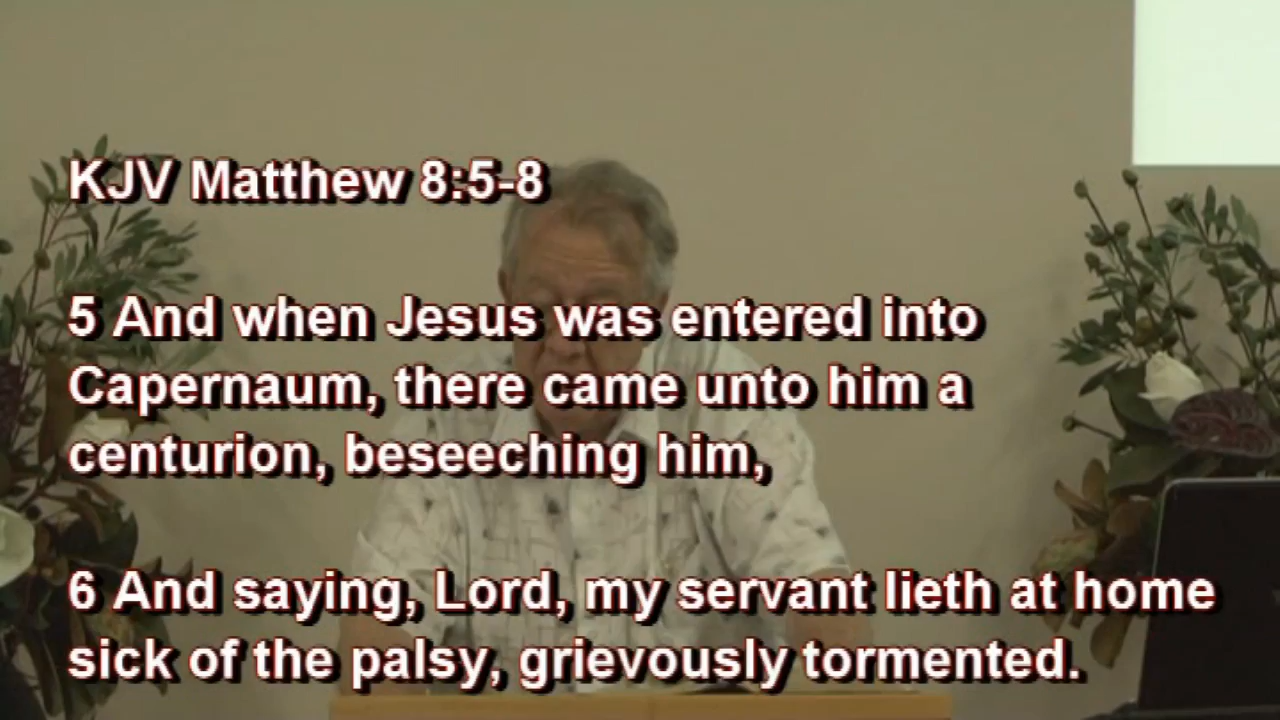 KJV Matthew 8:5-8
5 And when Jesus was entered into
Capernaum, there came unto him a
centurion, beseeching him,
6 And saying, Lord, my servant lieth at home
sick of the palsy, grievously tormented.